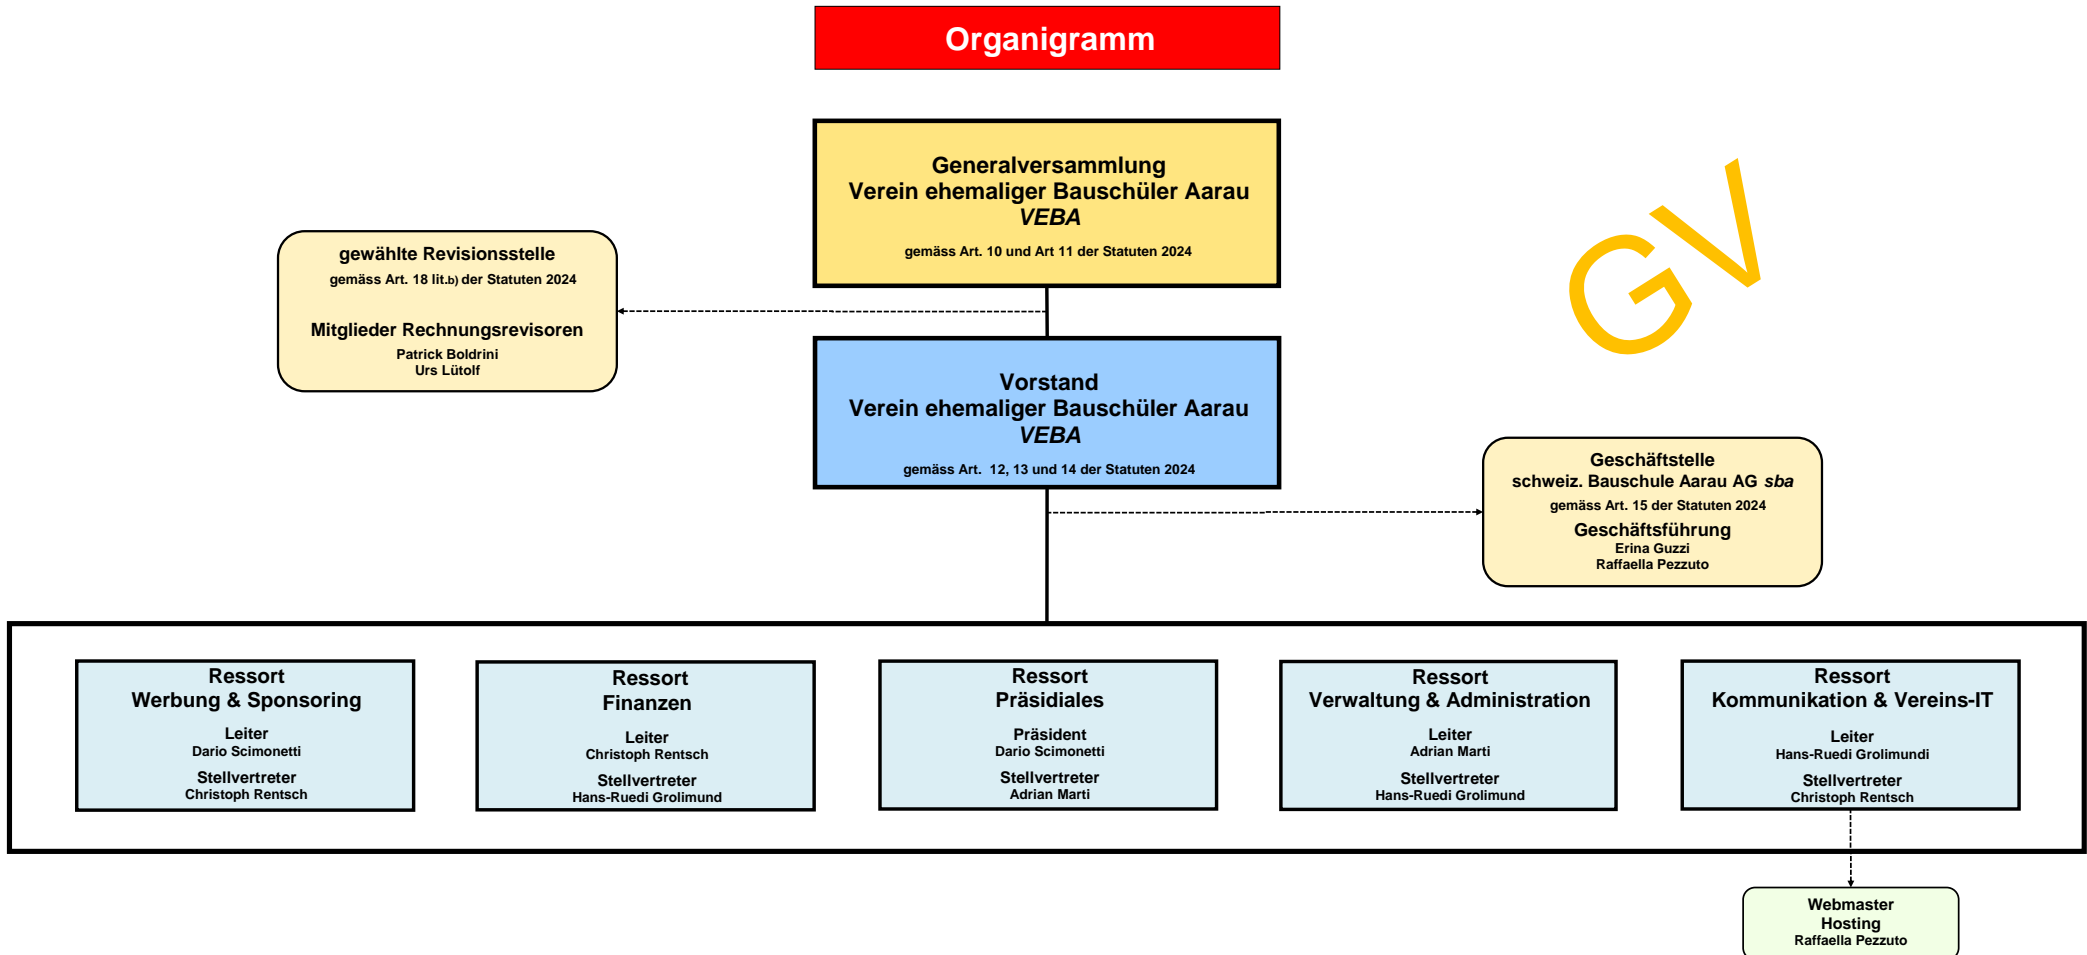 Organigramm
Generalversammlung
Verein ehemaliger Bauschüler Aarau
VEBA
gemäss Art. 10 und Art 11 der Statuten 2024
GV
gewählte Revisionsstelle
gemäss Art. 18 lit.b) der Statuten 2024
Mitglieder Rechnungsrevisoren
Patrick Boldrini
Urs Lütolf
Vorstand
Verein ehemaliger Bauschüler Aarau
VEBA
gemäss Art. 12, 13 und 14 der Statuten 2024
Geschäftstelle
schweiz. Bauschule Aarau AG sba
gemäss Art. 15 der Statuten 2024
Geschäftsführung
Erina Guzzi
Raffaella Pezzuto
Ressort
Werbung & Sponsoring
Leiter
Dario Scimonetti
Stellvertreter
Christoph Rentsch
Ressort
Finanzen
Leiter
Christoph Rentsch
Stellvertreter
Hans-Ruedi Grolimund
Ressort
Präsidiales
Präsident
Dario Scimonetti
Stellvertreter
Adrian Marti
Ressort
Verwaltung & Administration
Leiter
Adrian Marti
Stellvertreter
Hans-Ruedi Grolimund
Ressort
Kommunikation & Vereins-IT
Leiter
Hans-Ruedi Grolimundi
Stellvertreter
Christoph Rentsch
Webmaster
Hosting
Raffaella Pezzuto